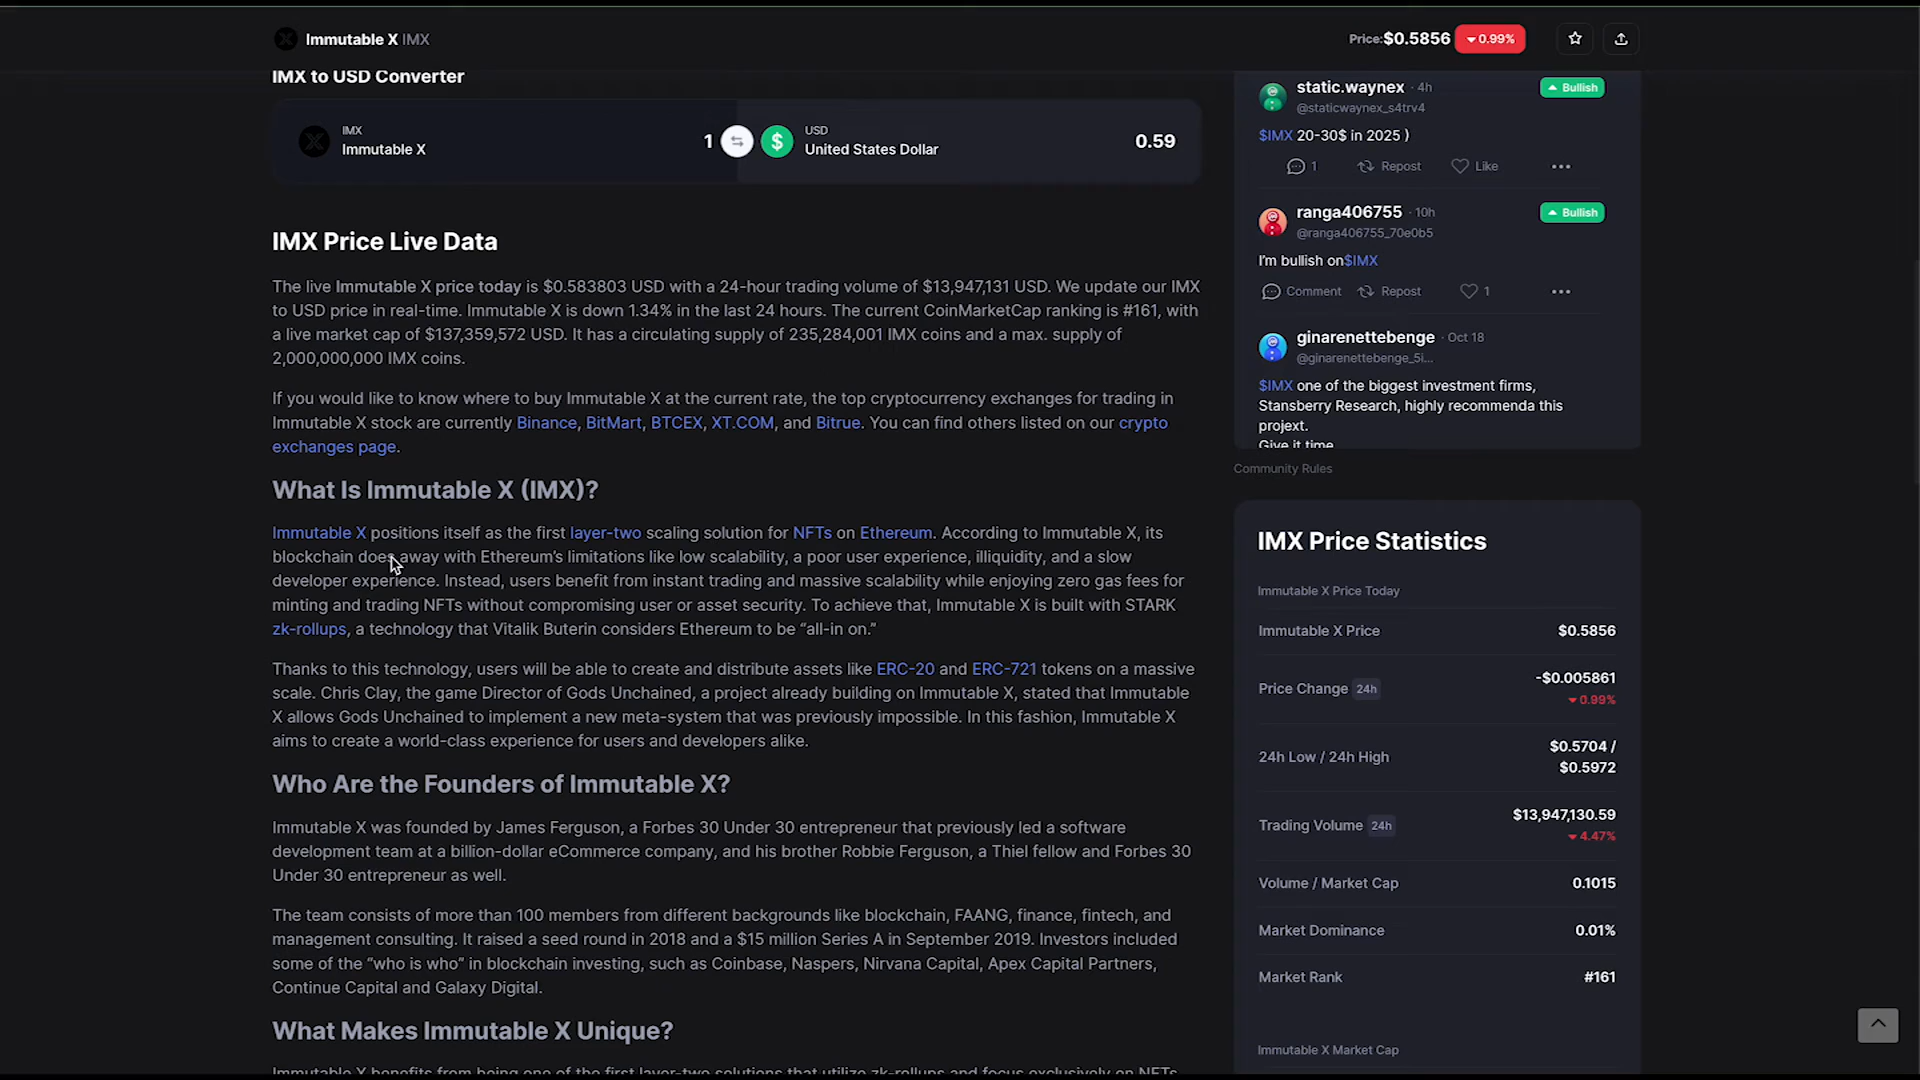 Immutable X IMX
Price:$0.5856 0.99%
IMX to USD Converter
IMX
Immutable X
1
USD
United States Dollar
0.59
IMX Price Live Data
The live Immutable X price today is $0.583803 USD with a 24-hour trading volume of $13,947,131 USD. We update our IMX
to USD price in real-time. Immutable X is down 1.34% in the last 24 hours. The current CoinMarketCap ranking is #161, with
a live market cap of $137,359,572 USD. It has a circulating supply of 235,284,001 IMX coins and a max. supply of
2,000,000,000 IMX coins.
If you would like to know where to buy Immutable X at the current rate, the top cryptocurrency exchanges for trading in
Immutable X stock are currently Binance, BitMart, BTCEX, XT.COM, and Bitrue. You can find others listed on our crypto
exchanges page.
What Is Immutable X (IMX)?
Immutable X positions itself as the first layer-two scaling solution for NFTs on Ethereum. According to Immutable X, its
blockchain does away with Ethereum's limitations like low scalability, a poor user experience, illiquidity, and a slow
developer experience. Instead, users benefit from instant trading and massive scalability while enjoying zero gas fees for
minting and trading NFTs without compromising user or asset security. To achieve that, Immutable X is built with STARK
zk-rollups, a technology that Vitalik Buterin considers Ethereum to be “all-in on.”
Thanks to this technology, users will be able to create and distribute assets like ERC-20 and ERC-721 tokens on a massive
scale. Chris Clay, the game Director of Gods Unchained, a project already building on Immutable X, stated that Immutable
X allows Gods Unchained to implement a new meta-system that was previously impossible. In this fashion, Immutable X
aims to create a world-class experience for users and developers alike.
Who Are the Founders of Immutable X?
Immutable X was founded by James Ferguson, a Forbes 30 Under 30 entrepreneur that previously led a software
development team at a billion-dollar eCommerce company, and his brother Robbie Ferguson, a Thiel fellow and Forbes 30
Under 30 entrepreneur as well.
The team consists of more than 100 members from different backgrounds like blockchain, FAANG, finance, fintech, and
management consulting. It raised a seed round in 2018 and a $15 million Series A in September 2019. Investors included
some of the “who is who” in blockchain investing, such as Coinbase, Naspers, Nirvana Capital, Apex Capital Partners,
Continue Capital and Galaxy Digital.
What Makes Immutable X Unique?
Immutable X benefits from being one of the first layer-two solutions that utilize zk-rollups and focus exclusively on NFTs
static.waynex · 4h
Bullish
@staticwaynex_s4trv4
$IMX 20-30$ in 2025 )
1 Repost Like
ranga406755 · 10h
Bullish
@ranga406755_70e0b5
I'm bullish on$IMX
Comment Repost 1
ginarenettebenge · Oct 18
@ginarenettebenge_5i...
$IMX one of the biggest investment firms,
Stansberry Research, highly recommenda this
projext.
Give it time
Community Rules
IMX Price Statistics
Immutable X Price Today
Immutable X Price $0.5856
Price Change 24h -$0.005861
0.99%
24h Low / 24h High $0.5704 /
$0.5972
Trading Volume 24h $13,947,130.59
4.47%
Volume / Market Cap 0.1015
Market Dominance 0.01%
Market Rank #161
Immutable X Market Cap